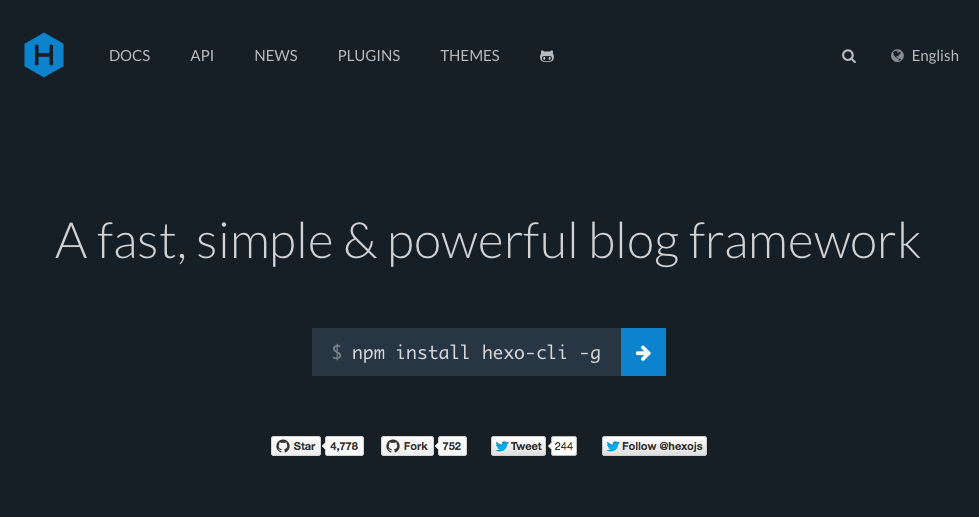 H DOCS API NEWS PLUGINS THEMES English
A fast, simple & powerful blog framework
$ npm install hexo-cli -g
Star 4,778 Fork 752 Tweet 244 Follow @hexojs